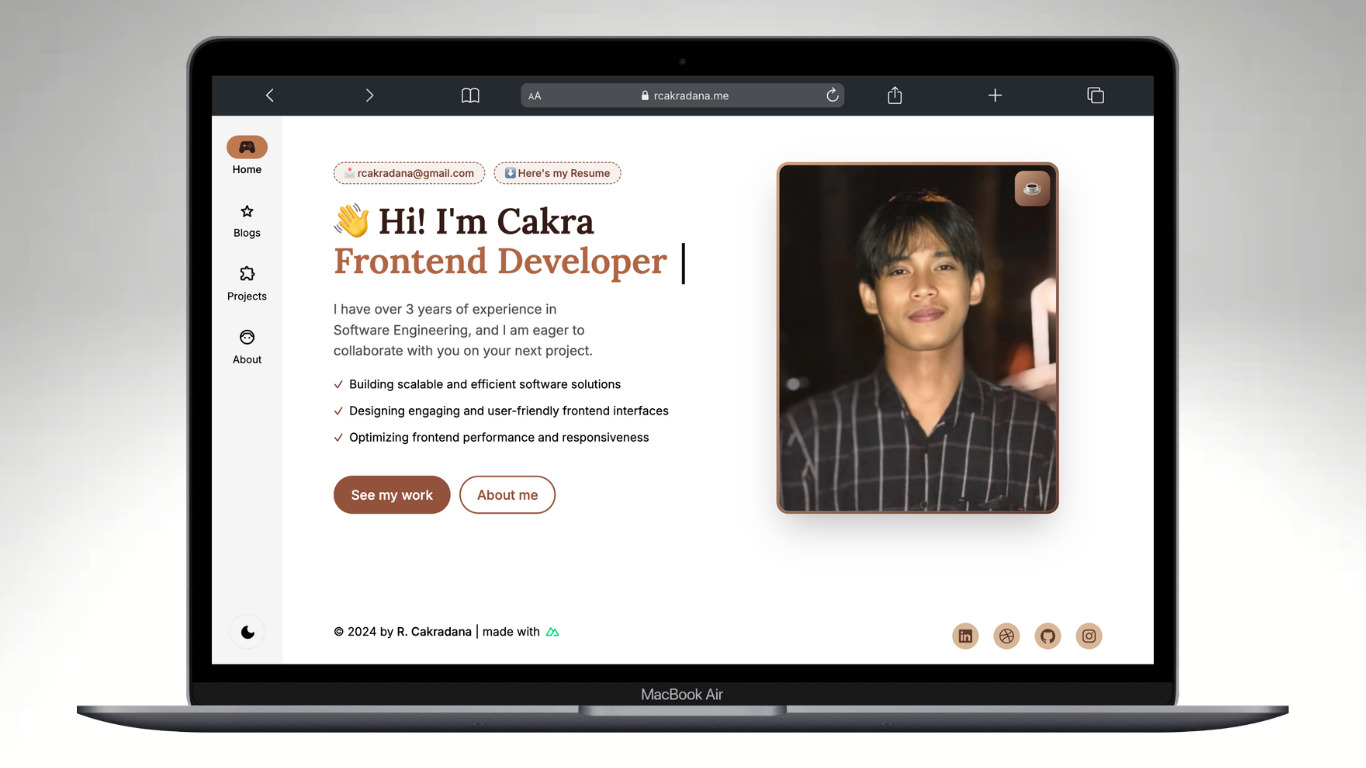 AA
rcakradana.me
Home
Blogs
Projects
About
rcakradana@gmail.com
Here's my Resume
Hi! I'm Cakra
Frontend Developer |
I have over 3 years of experience in
Software Engineering, and I am eager to
collaborate with you on your next project.
Building scalable and efficient software solutions
Designing engaging and user-friendly frontend interfaces
Optimizing frontend performance and responsiveness
See my work
About me
© 2024 by R. Cakradana | made with
in
MacBook Air